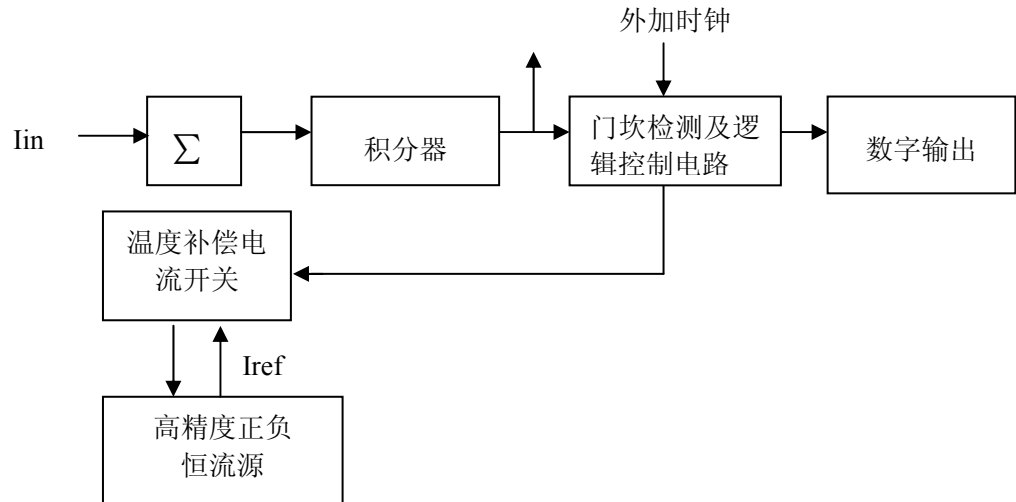 外加时钟
Iin
∑
积分器
门坎检测及逻
辑控制电路
数字输出
温度补偿电
流开关
Iref
高精度正负
恒流源